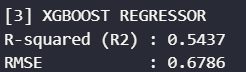 [3] XGBOOST REGRESSOR
R-squared (R2) : 0.5437
RMSE           : 0.6786